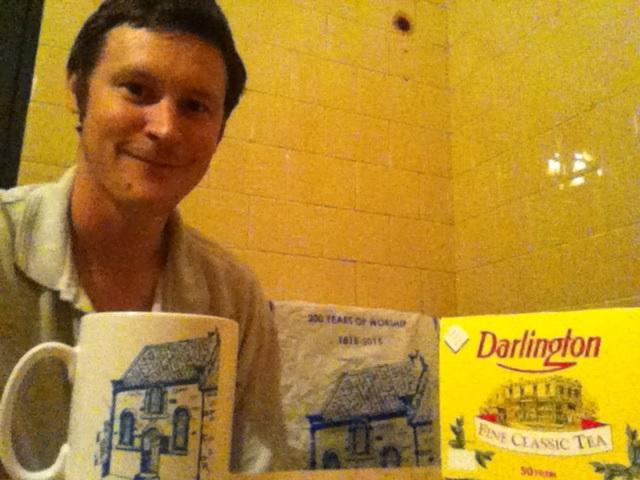 200 YEARS OF WORSHIP
1815-2015
Darlington
FINE CLASSIC TEA
50